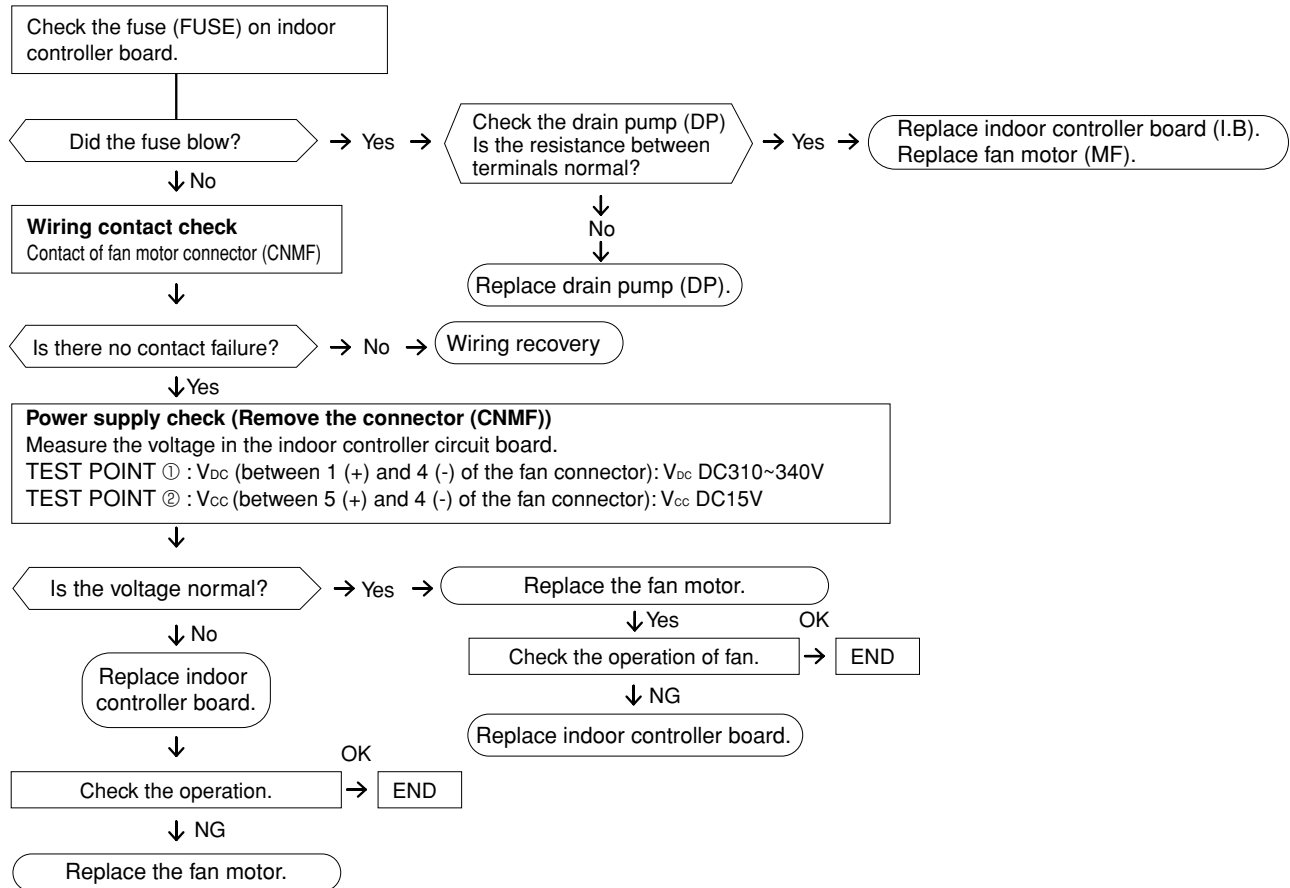 Check the fuse (FUSE) on indoor
controller board.
Did the fuse blow?
Yes
Check the drain pump (DP)
Is the resistance between
terminals normal?
Yes
Replace indoor controller board (I.B).
Replace fan motor (MF).
No
No
Replace drain pump (DP).
Wiring contact check
Contact of fan motor connector (CNMF)
Is there no contact failure?
No
Wiring recovery
Yes
Power supply check (Remove the connector (CNMF))
Measure the voltage in the indoor controller circuit board.
TEST POINT ① : VDC (between 1 (+) and 4 (-) of the fan connector): VDC DC310~340V
TEST POINT ② : VCC (between 5 (+) and 4 (-) of the fan connector): Vcc DC15V
Is the voltage normal?
Yes
Replace the fan motor.
Yes
OK
Check the operation of fan.
END
NG
Replace indoor controller board.
No
Replace indoor
controller board.
OK
Check the operation.
END
NG
Replace the fan motor.